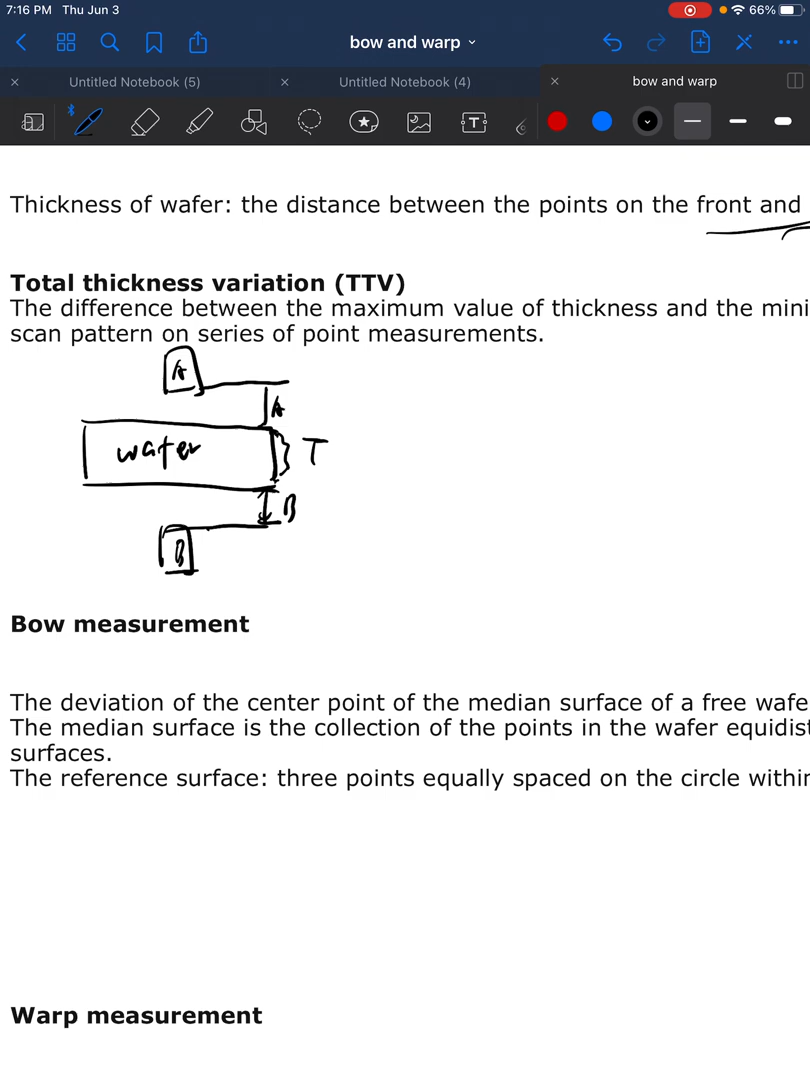 7:16 PM Thu Jun 3
66%
bow and warp
Untitled Notebook (5)
Untitled Notebook (4)
bow and warp
T
Thickness of wafer: the distance between the points on the front and
Total thickness variation (TTV)
The difference between the maximum value of thickness and the mini
scan pattern on series of point measurements.
A
A
wafer
T
B
B
Bow measurement
The deviation of the center point of the median surface of a free wafe
The median surface is the collection of the points in the wafer equidist
surfaces.
The reference surface: three points equally spaced on the circle within
Warp measurement